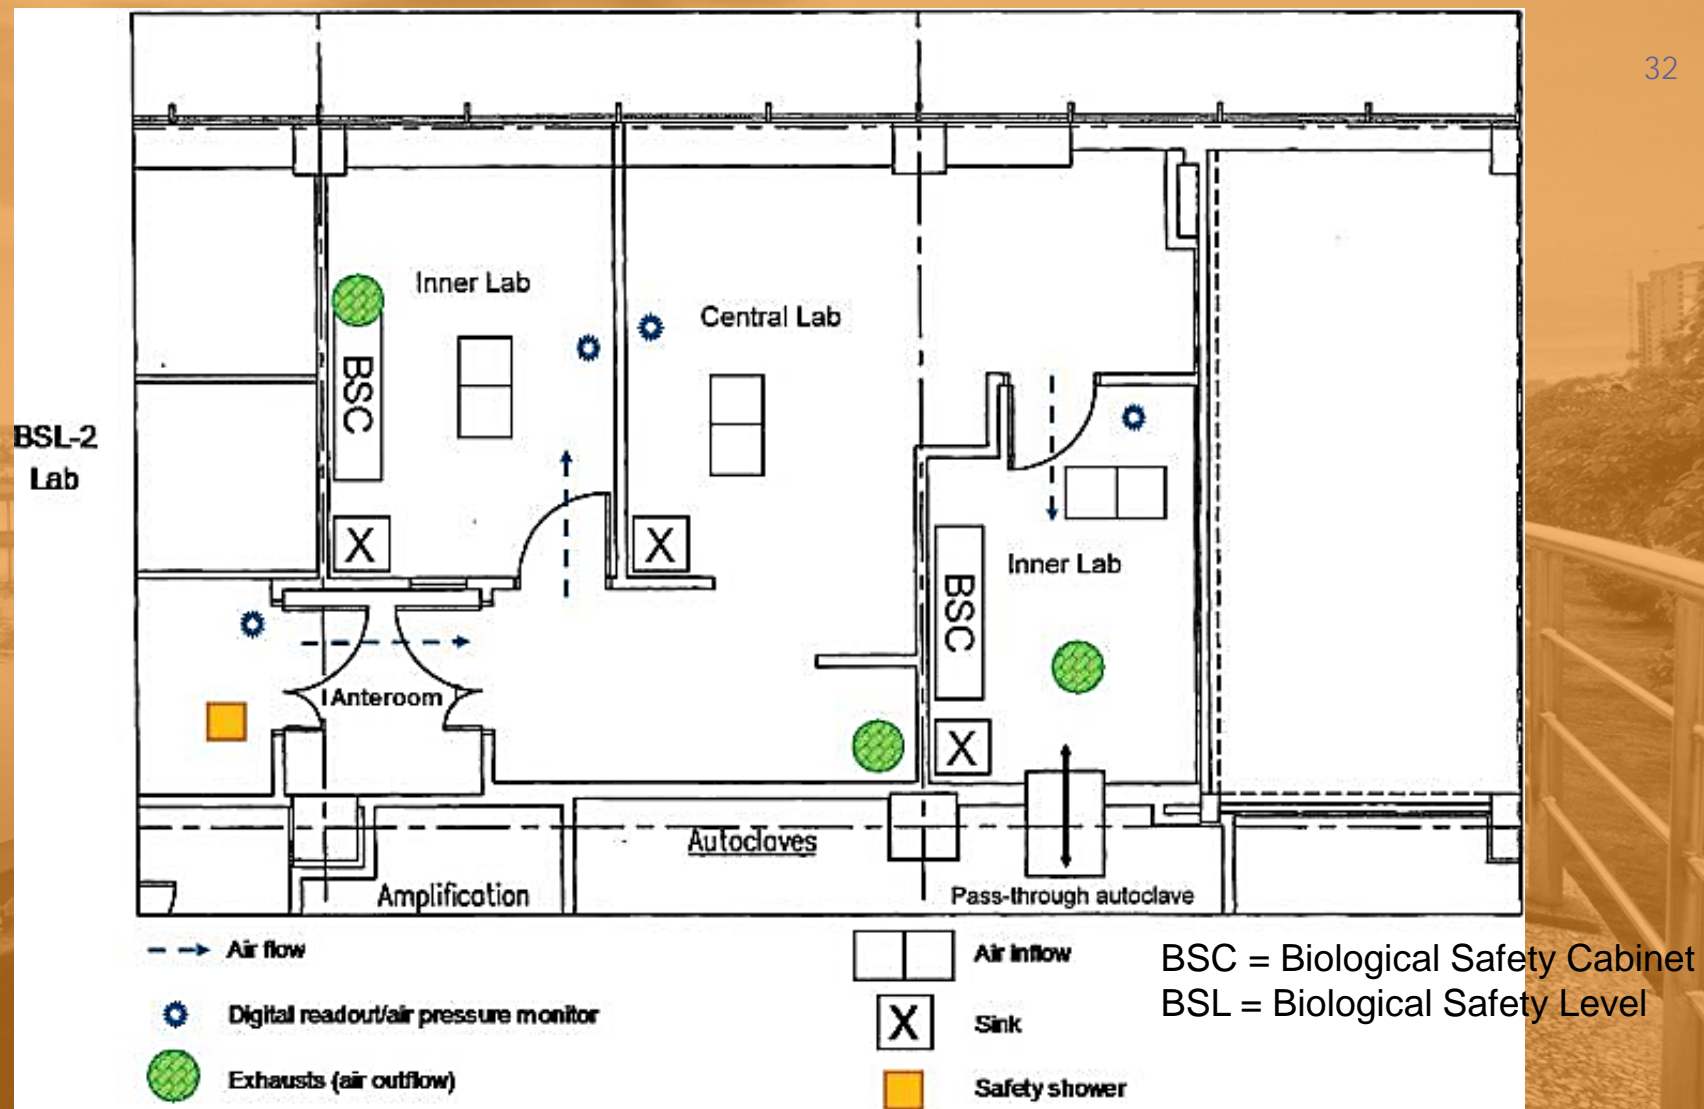 32
Inner Lab
Central Lab
BSC
BSL-2
Lab
X
X
Inner Lab
BSC
Anteroom
X
Autoclaves
Amplification
Pass-through autoclave
Air flow
Air inflow
BSC = Biological Safety Cabinet
Digital readout/air pressure monitor
X
Sink
BSL = Biological Safety Level
Exhausts (air outflow)
Safety shower